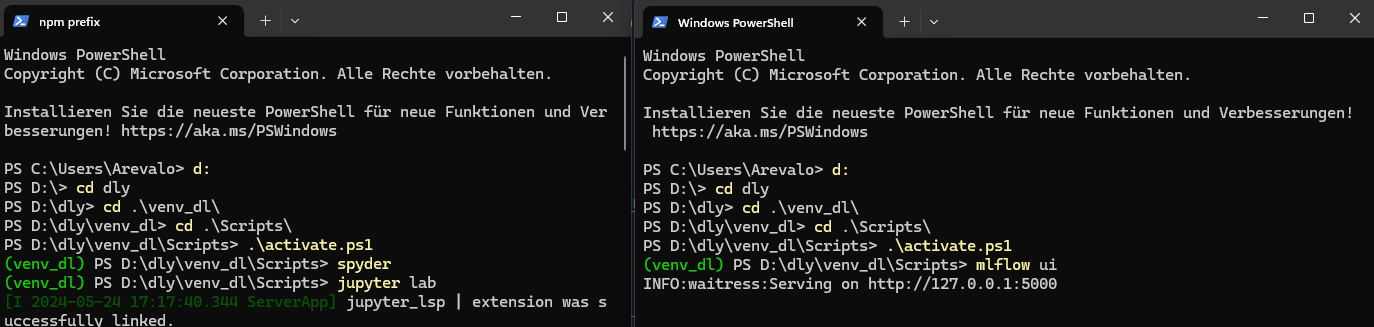 npm prefix
Windows PowerShell
Copyright (C) Microsoft Corporation. Alle Rechte vorbehalten.
Installieren Sie die neueste PowerShell für neue Funktionen und Ver
besserungen! https://aka.ms/PSWindows
PS C:\Users\Arevalo> d:
PS D:\> cd dly
PS D:\dly> cd .\venv_dl\
PS D:\dly\venv_dl> cd .\Scripts\
PS D:\dly\venv_dl\Scripts> .\activate.ps1
(venv_dl) PS D:\dly\venv_dl\Scripts> spyder
(venv_dl) PS D:\dly\venv_dl\Scripts> jupyter lab
[I 2024-05-24 17:17:40.344 ServerApp] jupyter_lsp | extension was s
uccessfully linked.
Windows PowerShell
Windows PowerShell
Copyright (C) Microsoft Corporation. Alle Rechte vorbehalten.
Installieren Sie die neueste PowerShell für neue Funktionen und Verbesserungen!
https://aka.ms/PSWindows
PS C:\Users\Arevalo> d:
PS D:\> cd dly
PS D:\dly> cd .\venv_dl\
PS D:\dly\venv_dl> cd .\Scripts\
PS D:\dly\venv_dl\Scripts> .\activate.ps1
(venv_dl) PS D:\dly\venv_dl\Scripts> mlflow ui
INFO:waitress:Serving on http://127.0.0.1:5000